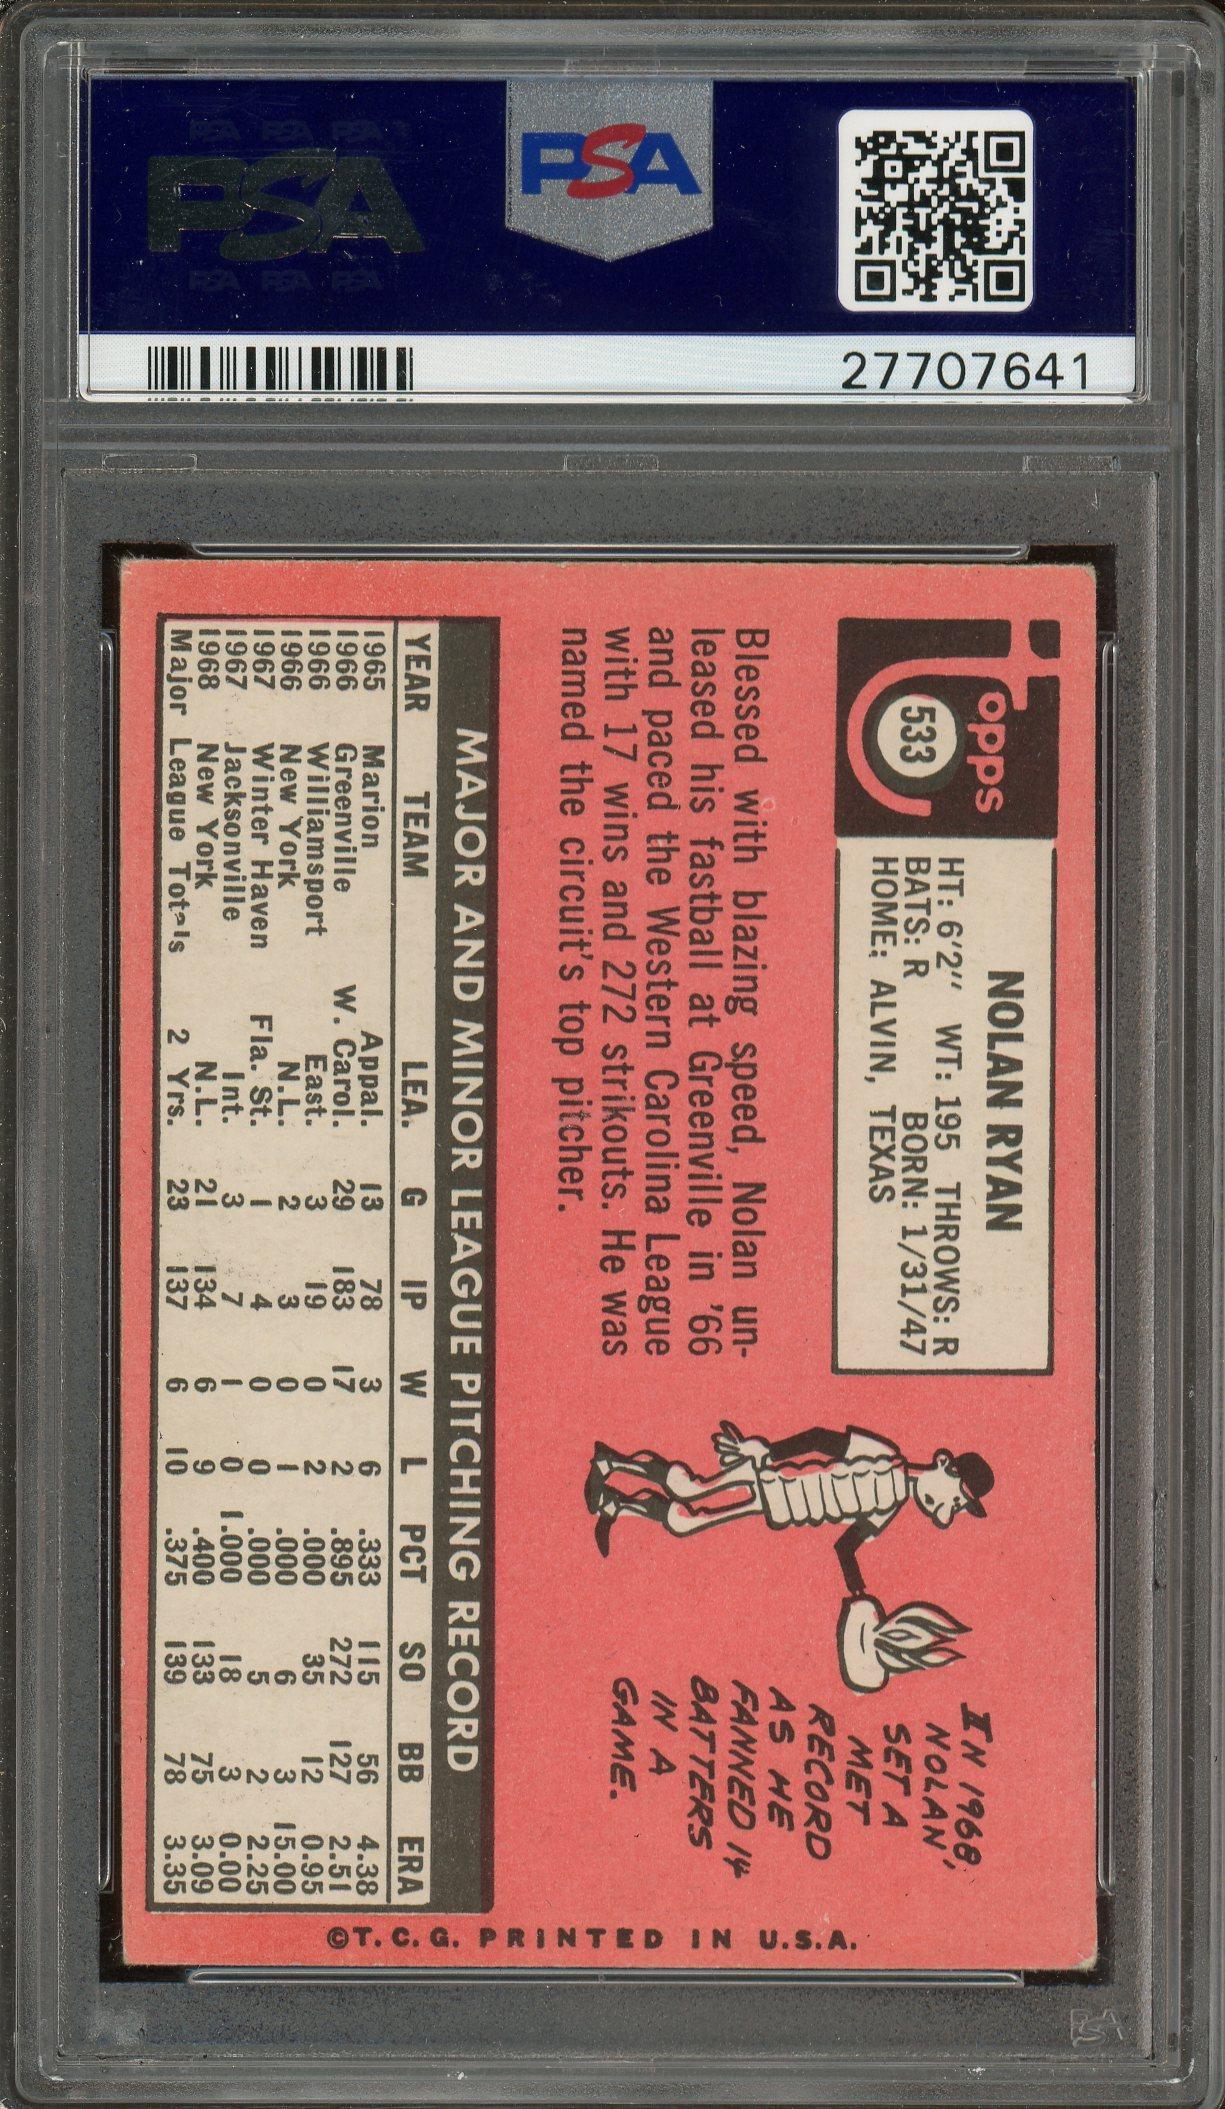 PSA PSA PSA
PSA
PSA PSA PSA
PSA
27707641
Topps
533
NOLAN RYAN
HT: 6'2" WT: 195 THROWS: R
BATS: R BORN: 1/31/47
HOME: ALVIN, TEXAS
Blessed with blazing speed, Nolan un-
leased his fastball at Greenville in '66
and paced the Western Carolina League
with 17 wins and 272 strikouts. He was
named the circuit's top pitcher.
IN 1968,
NOLAN
SET A
MET
RECORD
AS HE
FANNED 14
BATTERS
IN A
GAME.
MAJOR AND MINOR LEAGUE PITCHING RECORD
YEAR TEAM LEA. G IP W L PCT SO BB ERA
1965 Marion Appal. 13 78 3 6 .333 115 56 4.38
1966 Greenville W. Carol. 29 183 17 2 .895 272 127 2.51
1966 Williamsport East. 3 19 0 2 .000 35 12 0.95
1966 New York N.L. 2 3 0 1 .000 6 3 15.00
1967 Winter Haven Fla. St. 1 4 0 0 .000 5 2 2.25
1967 Jacksonville Int. 3 7 1 0 1.000 18 3 0.00
1968 New York N.L. 21 134 6 9 .400 133 75 3.09
Major League Totals 2 Yrs. 23 137 6 10 .375 139 78 3.35
©T.C.G. PRINTED IN U.S.A.
PSA